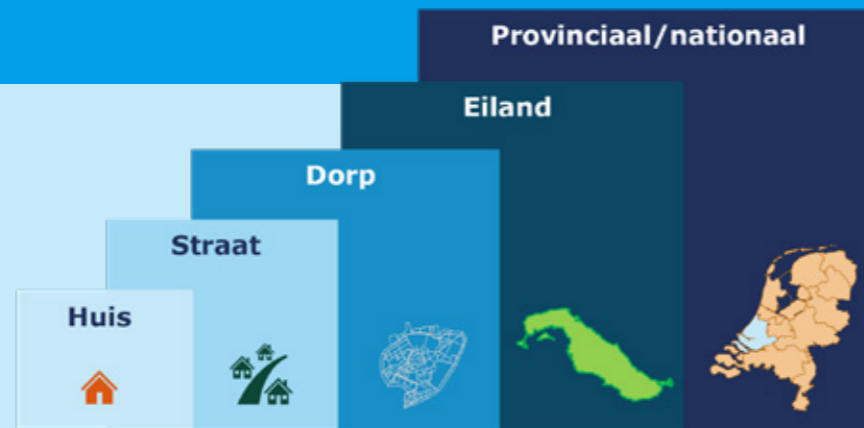 Provinciaal/nationaal
Eiland
Dorp
Straat
Huis